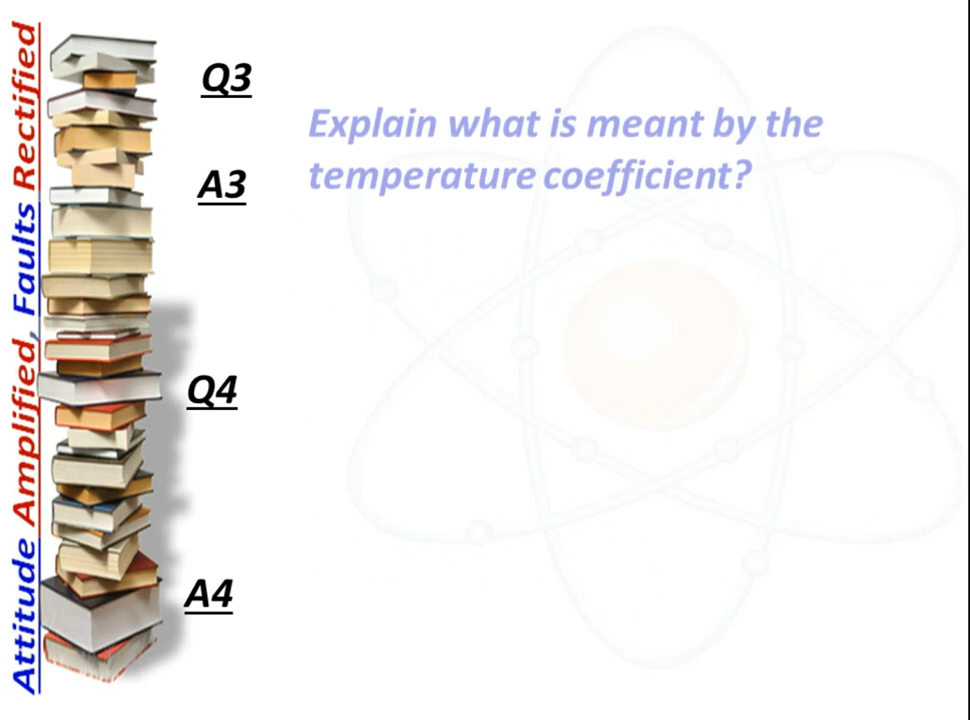 Attitude Amplified, Faults Rectified
Q3
Explain what is meant by the
temperature coefficient?
A3
Q4
A4